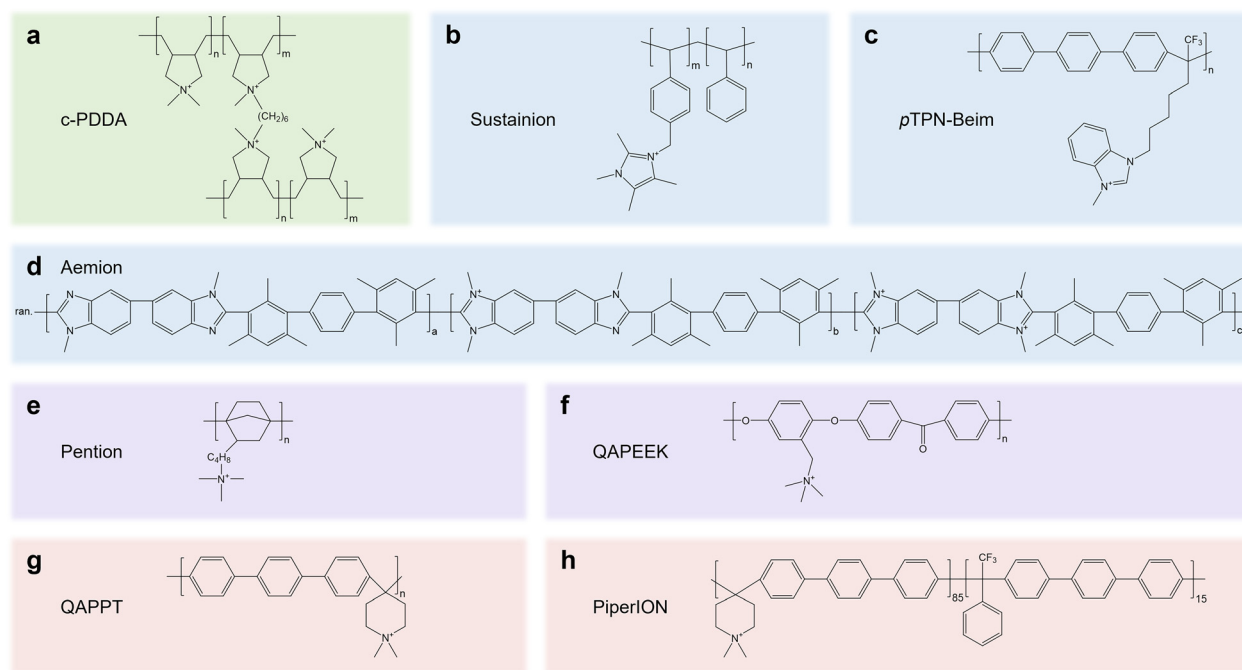 a
c-PDDA
n
m
N⁺
N⁺
(CH₂)₆
N⁺
N⁺
n
m
b
Sustainion
m
n
N⁺
N
c
pTPN-Beim
CF₃
n
N
N⁺
d
Aemion
ran.
N
N
N
N
a
N⁺
N
N
N
b
N⁺
N
N
N⁺
c
e
Pention
n
C₄H₈
N⁺
f
QAPEEK
O
O
O
n
N⁺
g
QAPPT
n
N⁺
h
PiperION
CF₃
85
15
N⁺